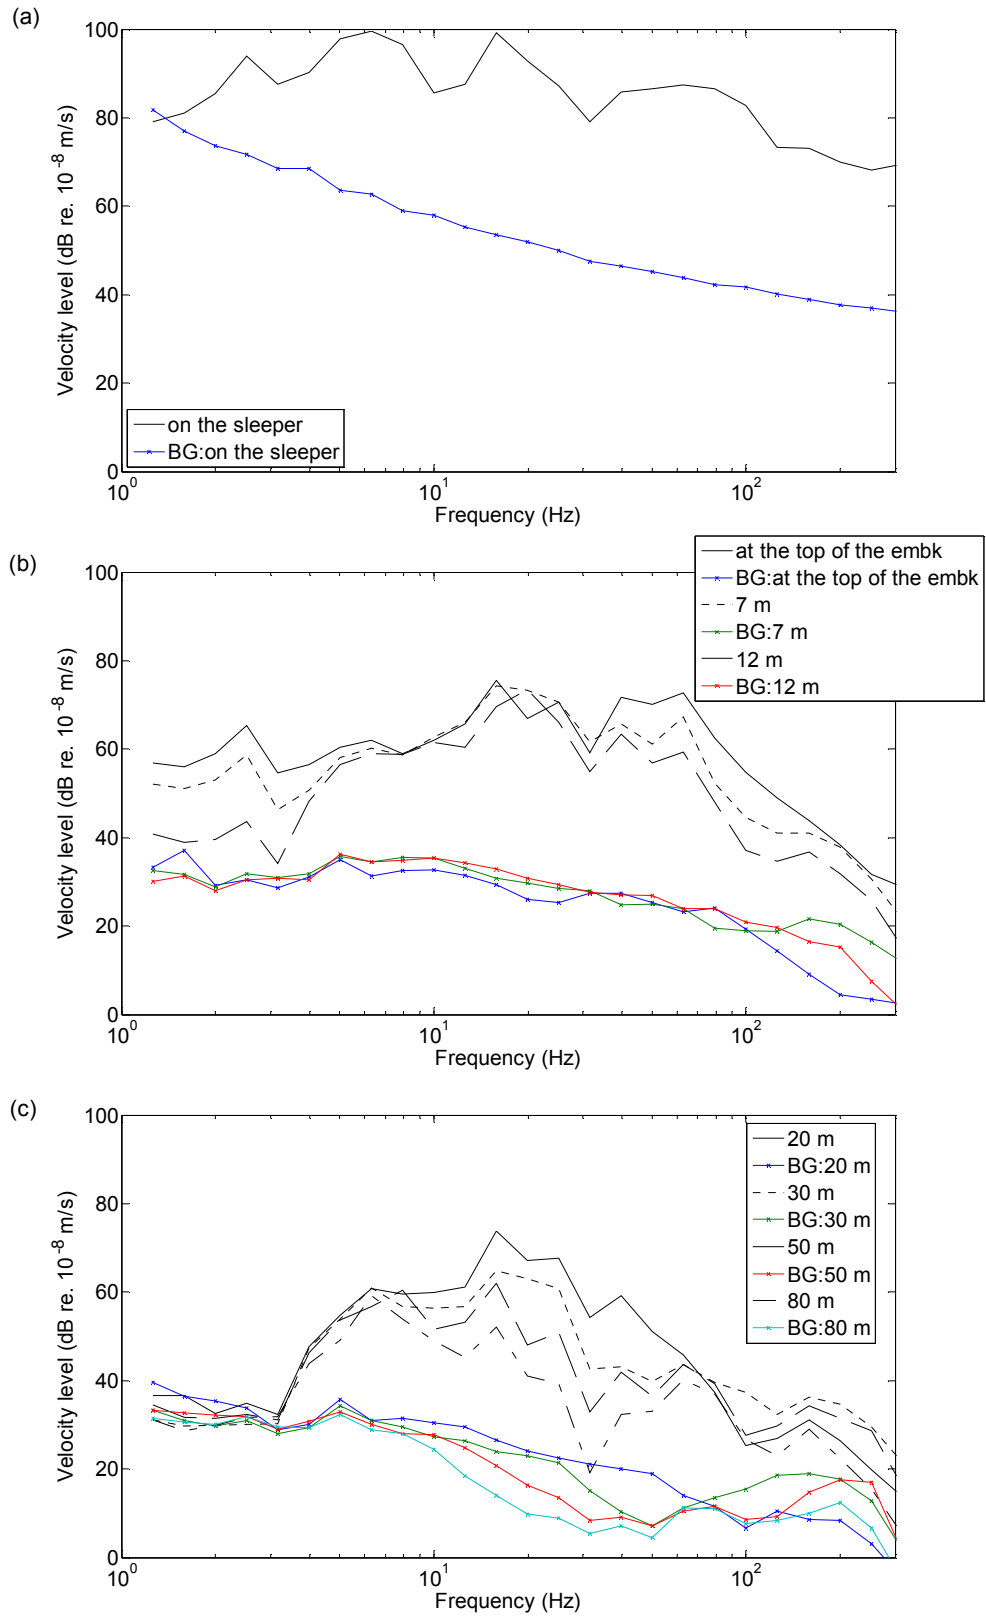 (a)
100
80
60
40
20
0
Velocity level (dB re. 10⁻⁸ m/s)
on the sleeper
BG:on the sleeper
10⁰
10¹
10²
Frequency (Hz)
(b)
at the top of the embk
BG:at the top of the embk
7 m
BG:7 m
12 m
BG:12 m
100
80
60
40
20
0
Velocity level (dB re. 10⁻⁸ m/s)
10⁰
10¹
10²
Frequency (Hz)
(c)
100
80
60
40
20
0
Velocity level (dB re. 10⁻⁸ m/s)
20 m
BG:20 m
30 m
BG:30 m
50 m
BG:50 m
80 m
BG:80 m
10⁰
10¹
10²
Frequency (Hz)